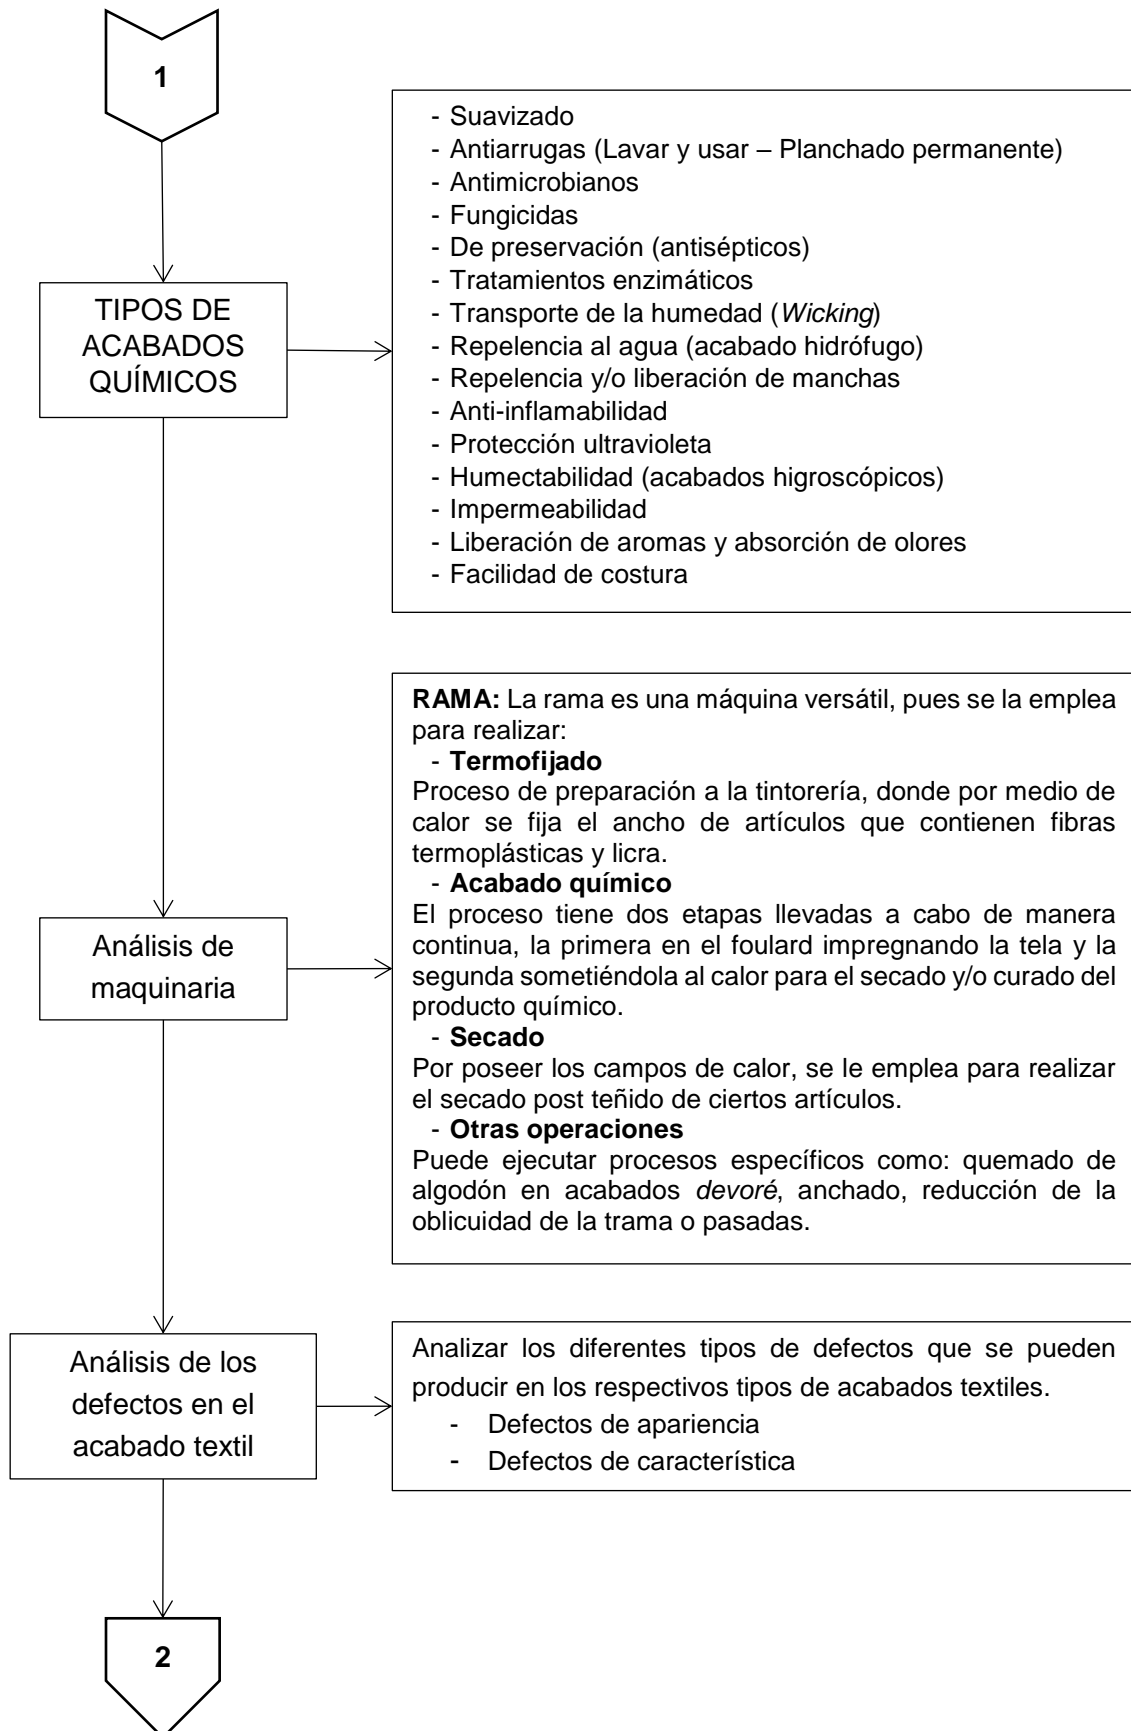 1
- Suavizado
- Antiarrugas (Lavar y usar – Planchado permanente)
- Antimicrobianos
- Fungicidas
- De preservación (antisépticos)
- Tratamientos enzimáticos
- Transporte de la humedad (Wicking)
- Repelencia al agua (acabado hidrófugo)
- Repelencia y/o liberación de manchas
- Anti-inflamabilidad
- Protección ultravioleta
- Humectabilidad (acabados higroscópicos)
- Impermeabilidad
- Liberación de aromas y absorción de olores
- Facilidad de costura
TIPOS DE
ACABADOS
QUÍMICOS
RAMA: La rama es una máquina versátil, pues se la emplea
para realizar:
- Termofijado
Proceso de preparación a la tintorería, donde por medio de
calor se fija el ancho de artículos que contienen fibras
termoplásticas y licra.
- Acabado químico
El proceso tiene dos etapas llevadas a cabo de manera
continua, la primera en el foulard impregnando la tela y la
segunda sometiéndola al calor para el secado y/o curado del
producto químico.
- Secado
Por poseer los campos de calor, se le emplea para realizar
el secado post teñido de ciertos artículos.
- Otras operaciones
Puede ejecutar procesos específicos como: quemado de
algodón en acabados devoré, anchado, reducción de la
oblicuidad de la trama o pasadas.
Análisis de
maquinaria
Análisis de los
defectos en el
acabado textil
Analizar los diferentes tipos de defectos que se pueden
producir en los respectivos tipos de acabados textiles.
- Defectos de apariencia
- Defectos de característica
2